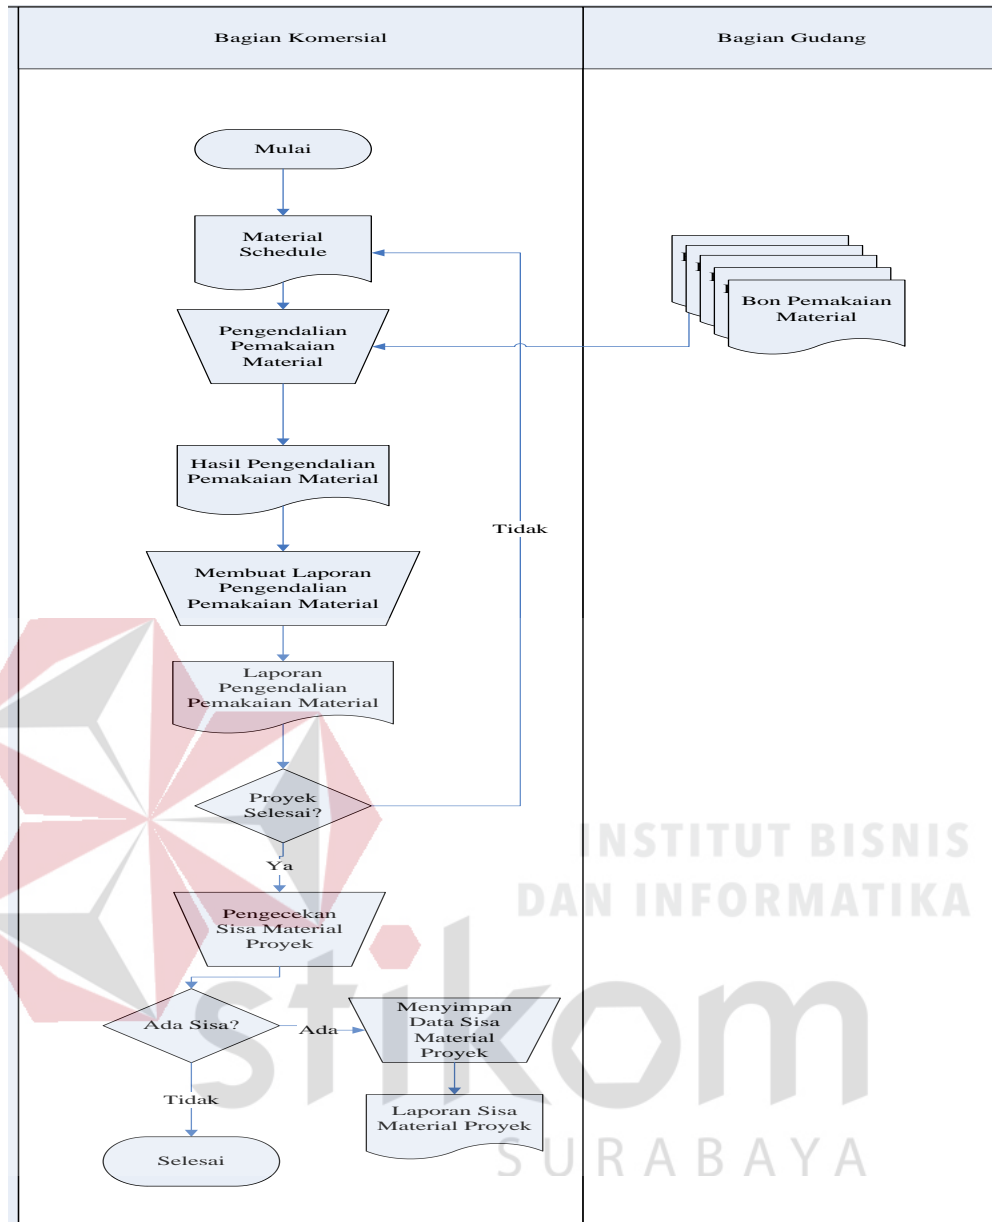 Bagian Komersial
Bagian Gudang
Mulai
Material
Schedule
Bon Pemakaian
Material
Pengendalian
Pemakaian
Material
Hasil Pengendalian
Pemakaian Material
Tidak
Membuat Laporan
Pengendalian
Pemakaian Material
Laporan
Pengendalian
Pemakaian Material
Proyek
Selesai?
Ya
Pengecekan
Sisa Material
Proyek
Ada Sisa?
Ada
Menyimpan
Data Sisa
Material
Proyek
Tidak
Laporan Sisa
Material Proyek
Selesai
INSTITUT BISNIS
DAN INFORMATIKA
stikom
SURABAYA